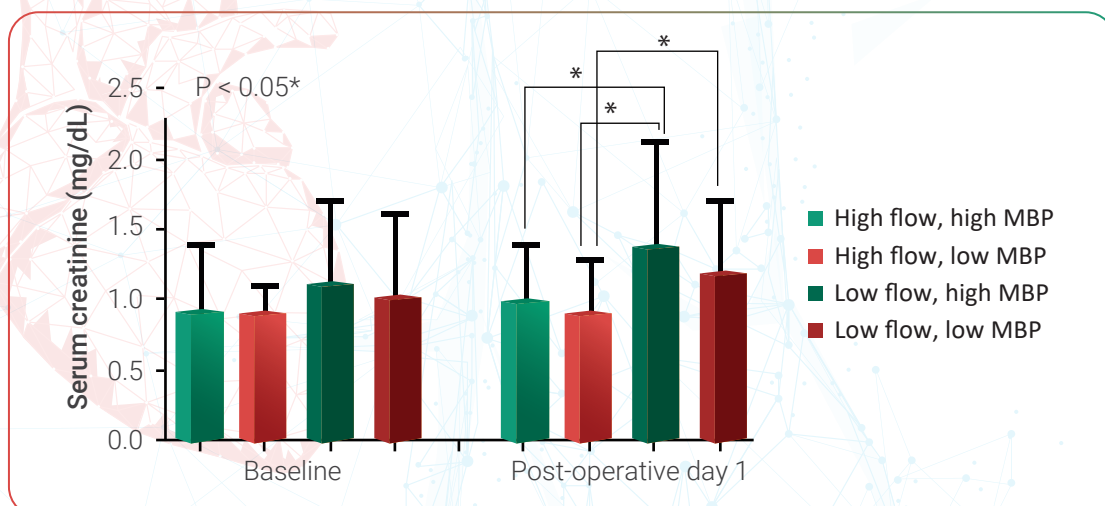 *
*
*
P < 0.05*
Serum creatinine (mg/dL)
2.5
2.0
1.5
1.0
0.5
0.0
Baseline
Post-operative day 1
High flow, high MBP
High flow, low MBP
Low flow, high MBP
Low flow, low MBP